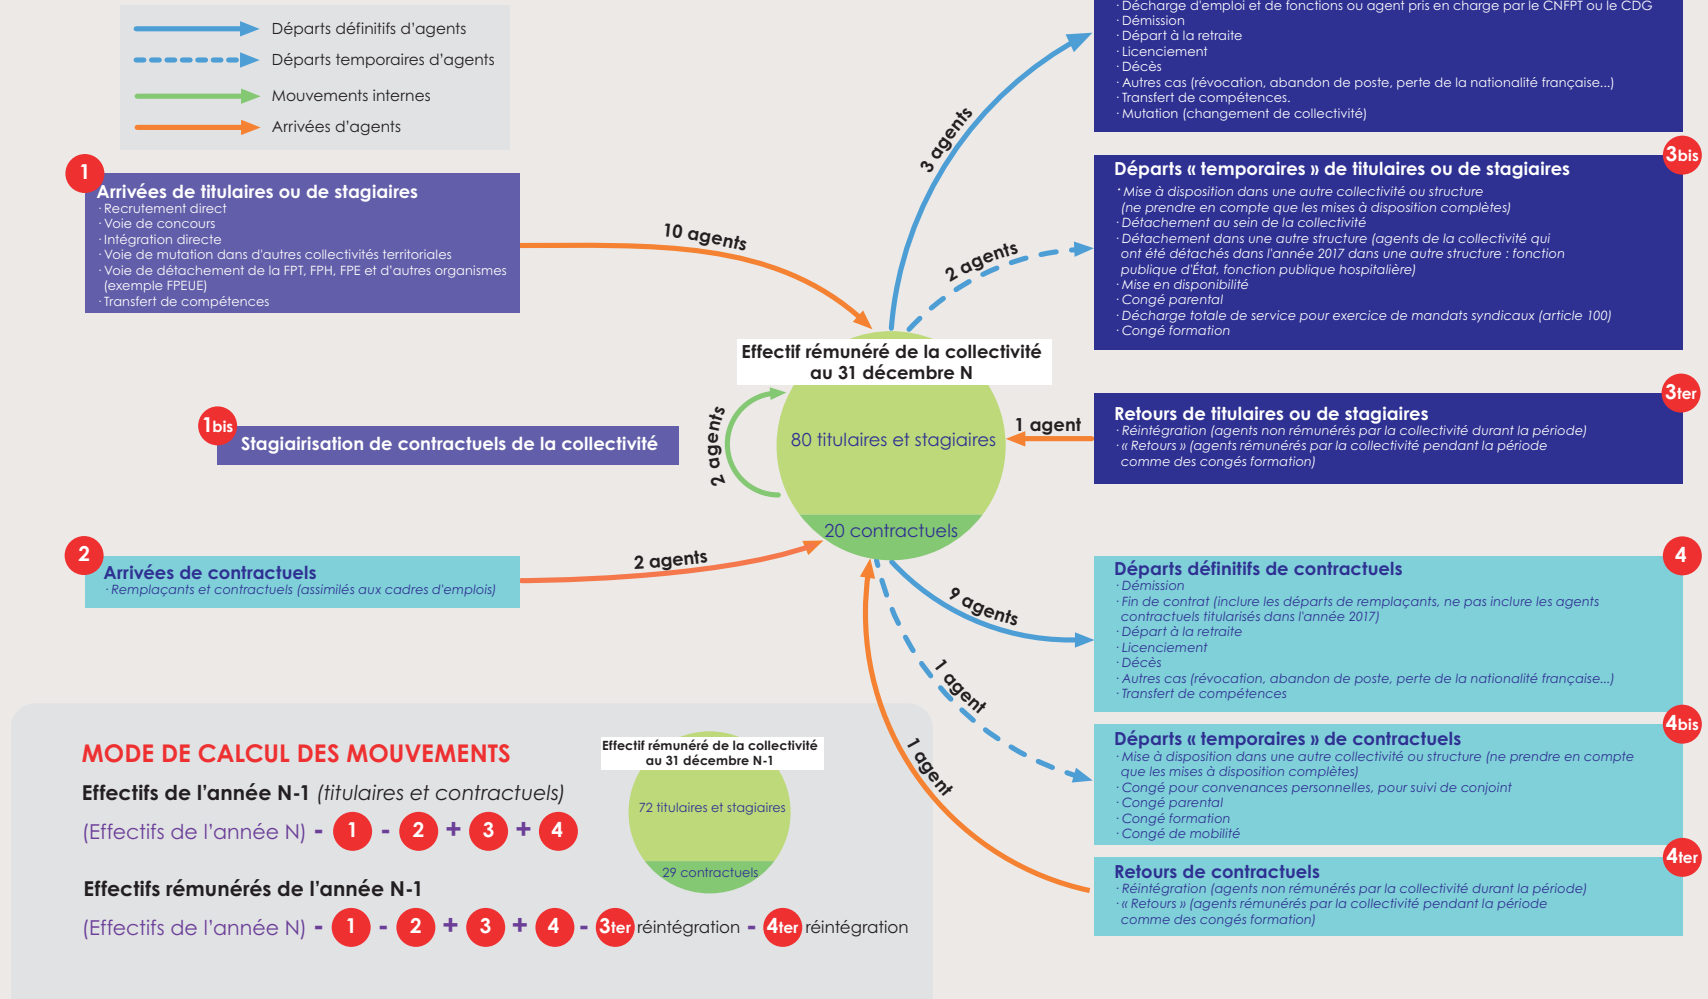 Départs définitifs d'agents
Départs temporaires d'agents
Mouvements internes
Arrivées d'agents
· Décharge d'emploi et de fonctions ou agent pris en charge par le CNFPT ou le CDG
· Démission
· Départ à la retraite
· Licenciement
· Décès
· Autres cas (révocation, abandon de poste, perte de la nationalité française...)
· Transfert de compétences.
· Mutation (changement de collectivité)
3 agents
1
Arrivées de titulaires ou de stagiaires
· Recrutement direct
· Voie de concours
· Intégration directe
· Voie de mutation dans d'autres collectivités territoriales
· Voie de détachement de la FPT, FPH, FPE et d'autres organismes
(exemple FPEUE)
· Transfert de compétences
10 agents
3bis
Départs « temporaires » de titulaires ou de stagiaires
· Mise à disposition dans une autre collectivité ou structure
(ne prendre en compte que les mises à disposition complètes)
· Détachement au sein de la collectivité
· Détachement dans une autre structure (agents de la collectivité qui
ont été détachés dans l'année 2017 dans une autre structure : fonction
publique d'État, fonction publique hospitalière)
· Mise en disponibilité
· Congé parental
· Décharge totale de service pour exercice de mandats syndicaux (article 100)
· Congé formation
2 agents
Effectif rémunéré de la collectivité
au 31 décembre N
80 titulaires et stagiaires
20 contractuels
1bis
Stagiairisation de contractuels de la collectivité
2 agents
3ter
Retours de titulaires ou de stagiaires
· Réintégration (agents non rémunérés par la collectivité durant la période)
· « Retours » (agents rémunérés par la collectivité pendant la période
comme des congés formation)
1 agent
2
Arrivées de contractuels
· Remplaçants et contractuels (assimilés aux cadres d'emplois)
2 agents
4
Départs définitifs de contractuels
· Démission
· Fin de contrat (inclure les départs de remplaçants, ne pas inclure les agents
contractuels titularisés dans l'année 2017)
· Départ à la retraite
· Licenciement
· Décès
· Autres cas (révocation, abandon de poste, perte de la nationalité française...)
· Transfert de compétences
9 agents
4bis
Départs « temporaires » de contractuels
· Mise à disposition dans une autre collectivité ou structure (ne prendre en compte
que les mises à disposition complètes)
· Congé pour convenances personnelles, pour suivi de conjoint
· Congé parental
· Congé formation
· Congé de mobilité
1 agent
4ter
Retours de contractuels
· Réintégration (agents non rémunérés par la collectivité durant la période)
· « Retours » (agents rémunérés par la collectivité pendant la période
comme des congés formation)
1 agent
MODE DE CALCUL DES MOUVEMENTS
Effectifs de l'année N-1 (titulaires et contractuels)
(Effectifs de l'année N) - 1 - 2 + 3 + 4
Effectif rémunéré de la collectivité
au 31 décembre N-1
72 titulaires et stagiaires
29 contractuels
Effectifs rémunérés de l'année N-1
(Effectifs de l'année N) - 1 - 2 + 3 + 4 - 3ter réintégration - 4ter réintégration